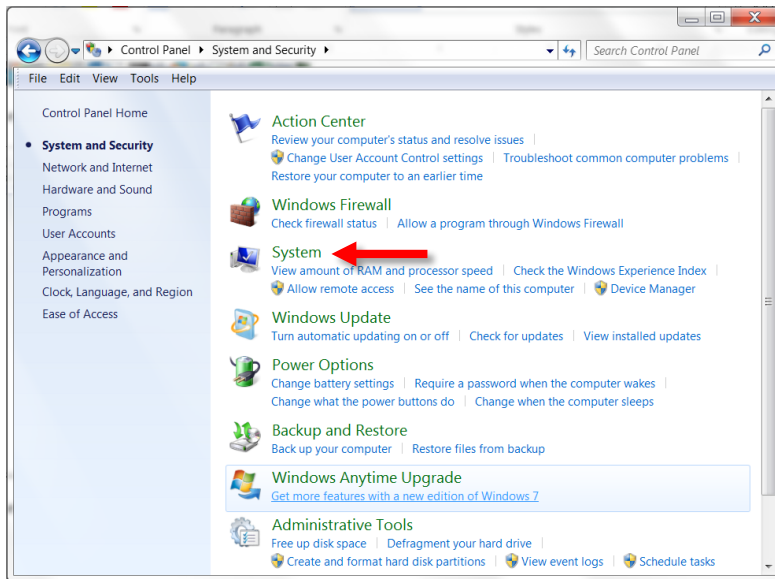 Control Panel System and Security Search Control Panel
File Edit View Tools Help
Control Panel Home
System and Security
Network and Internet
Hardware and Sound
Programs
User Accounts
Appearance and
Personalization
Clock, Language, and Region
Ease of Access
Action Center
Review your computer's status and resolve issues
Change User Account Control settings Troubleshoot common computer problems
Restore your computer to an earlier time
Windows Firewall
Check firewall status Allow a program through Windows Firewall
System
View amount of RAM and processor speed Check the Windows Experience Index
Allow remote access See the name of this computer Device Manager
Windows Update
Turn automatic updating on or off Check for updates View installed updates
Power Options
Change battery settings Require a password when the computer wakes
Change what the power buttons do Change when the computer sleeps
Backup and Restore
Back up your computer Restore files from backup
Windows Anytime Upgrade
Get more features with a new edition of Windows 7
Administrative Tools
Free up disk space Defragment your hard drive
Create and format hard disk partitions View event logs Schedule tasks